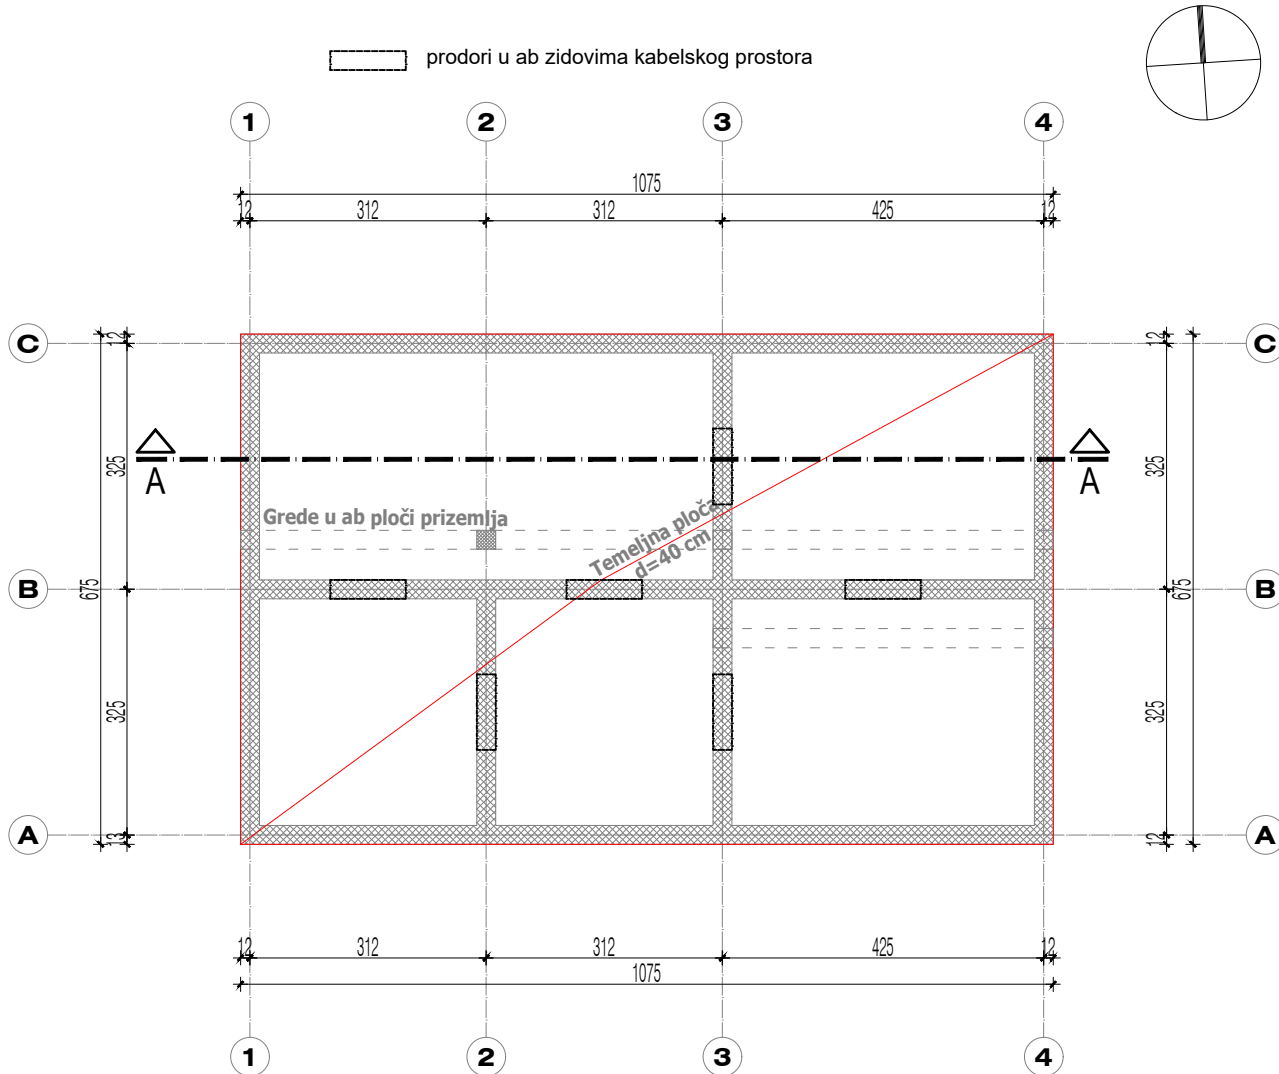 prodori u ab zidovima kabelskog prostora
1 2 3 4
1075
12 312 312 425 12
C 12 12 C
325 325
A A
Grede u ab ploči prizemlja
Temeljna ploča
d=40 cm
B 675 675 B
325 325
A 13 12 A
12 312 312 425 12
1075
1 2 3 4